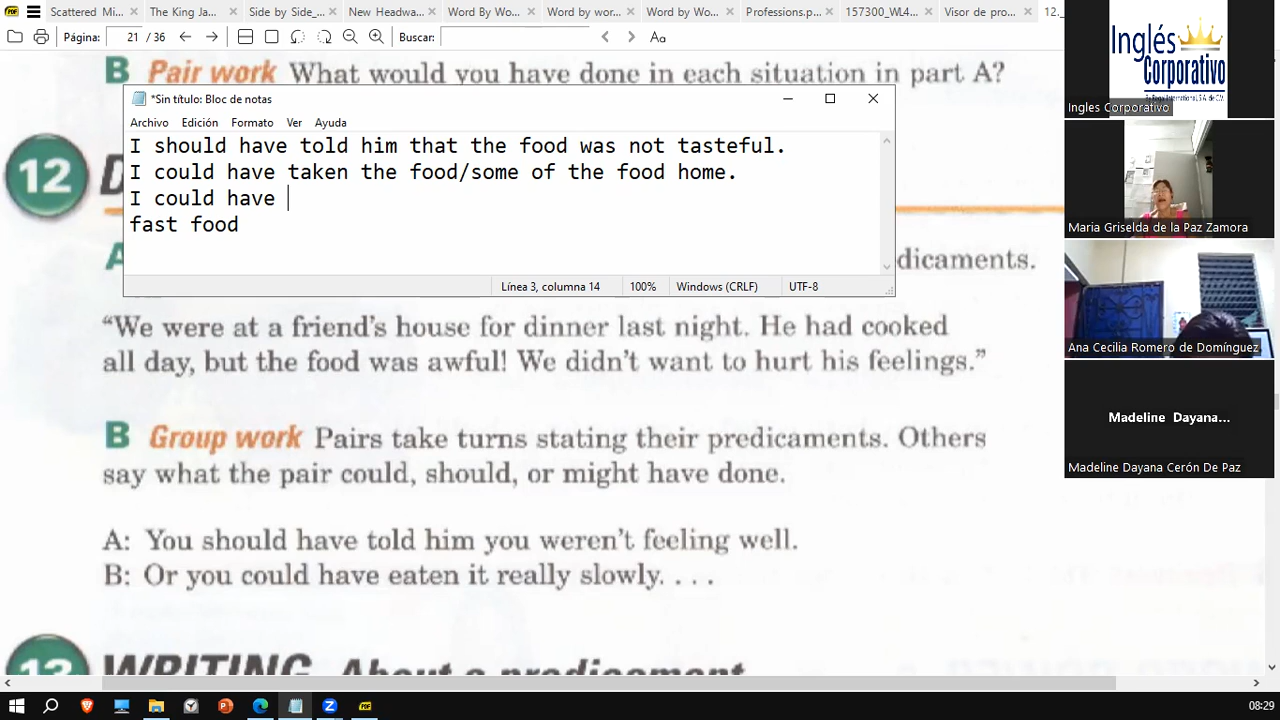 Scattered Mi...
The King Ja...
Side by Side_...
New Headwa...
Word By Wo...
Word by wor...
Word by Wo...
Professions.p...
157300_WL4...
Visor de pro...
12._
Página:
21 / 36
Buscar:
Aa
B Pair work What would you have done in each situation in part A?
*Sin título: Bloc de notas
Archivo Edición Formato Ver Ayuda
I should have told him that the food was not tasteful.
I could have taken the food/some of the food home.
I could have
fast food
Línea 3, columna 14
100%
Windows (CRLF)
UTF-8
12
dicaments.
"We were at a friend's house for dinner last night. He had cooked
all day, but the food was awful! We didn't want to hurt his feelings."
B Group work Pairs take turns stating their predicaments. Others
say what the pair could, should, or might have done.
A: You should have told him you weren't feeling well.
B: Or you could have eaten it really slowly. . . .
13 WRITING About a predicament
Inglés
Corporativo
Ingles Corporativo
Maria Griselda de la Paz Zamora
Ana Cecilia Romero de Domínguez
Madeline Dayana...
Madeline Dayana Cerón De Paz
08:29